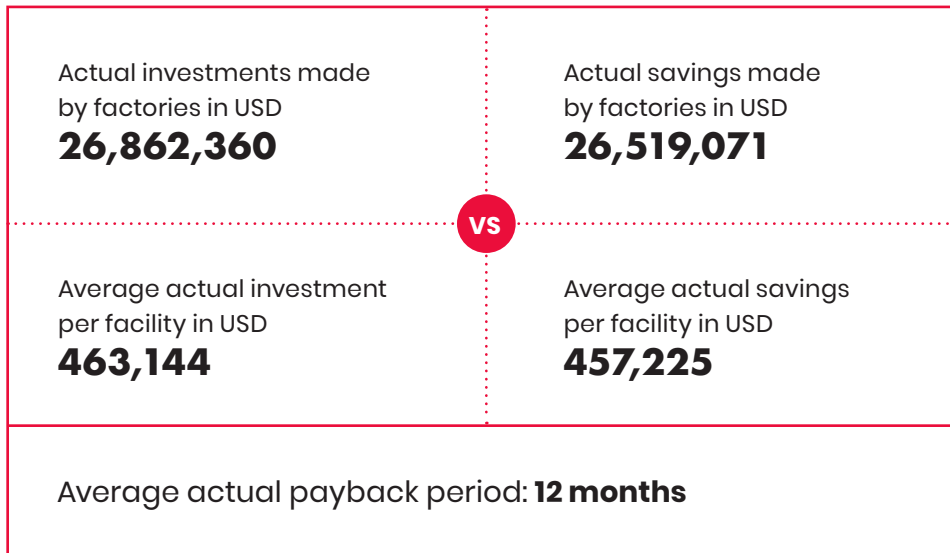 Actual investments made
by factories in USD
26,862,360
Actual savings made
by factories in USD
26,519,071
VS
Average actual investment
per facility in USD
463,144
Average actual savings
per facility in USD
457,225
Average actual payback period: 12 months